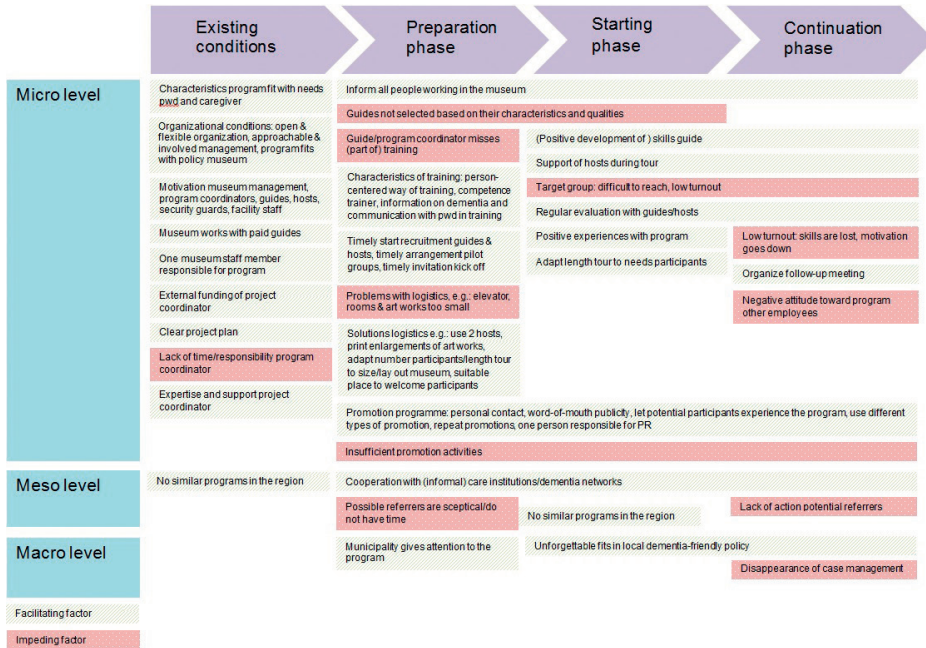 Existing
conditions
Preparation
phase
Starting
phase
Continuation
phase
Micro level
Characteristics program fit with needs
pwd and caregiver
Organizational conditions: open &
flexible organization, approachable &
involved management, program fits
with policy museum
Motivation museum management,
program coordinators, guides, hosts,
security guards, facility staff
Museum works with paid guides
One museum staff member
responsible for program
External funding of project
coordinator
Clear project plan
Lack of time/responsibility program
coordinator
Expertise and support project
coordinator
Inform all people working in the museum
Guides not selected based on their characteristics and qualities
Guide/program coordinator misses
(part of) training
Characteristics of training: person-
centered way of training, competence
trainer, information on dementia and
communication with pwd in training
Timely start recruitment guides &
hosts, timely arrangement pilot
groups, timely invitation kick off
Problems with logistics, e.g.: elevator,
rooms & art works too small
Solutions logistics e.g.: use 2 hosts,
print enlargements of art works,
adapt number participants/length tour
to size/lay out museum, suitable
place to welcome participants
(Positive development of ) skills guide
Support of hosts during tour
Target group: difficult to reach, low turnout
Regular evaluation with guides/hosts
Positive experiences with program
Adapt length tour to needs participants
Low turnout: skills are lost, motivation
goes down
Organize follow-up meeting
Negative attitude toward program
other employees
Promotion programme: personal contact, word-of-mouth publicity, let potential participants experience the program, use different
types of promotion, repeat promotions, one person responsible for PR
Insufficient promotion activities
Meso level
No similar programs in the region
Cooperation with (informal) care institutions/dementia networks
Possible referrers are sceptical/do
not have time
No similar programs in the region
Lack of action potential referrers
Macro level
Municipality gives attention to the
program
Unforgettable fits in local dementia-friendly policy
Disappearance of case management
Facilitating factor
Impeding factor